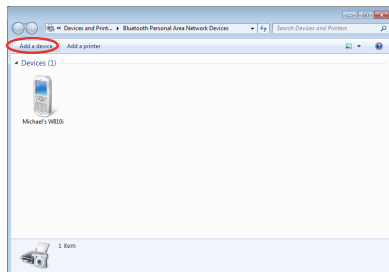 « Devices and Print... ▸ Bluetooth Personal Area Network Devices
Search Devices and Printers
Add a device
Add a printer
Devices (1)
Michael's W810i
1 item